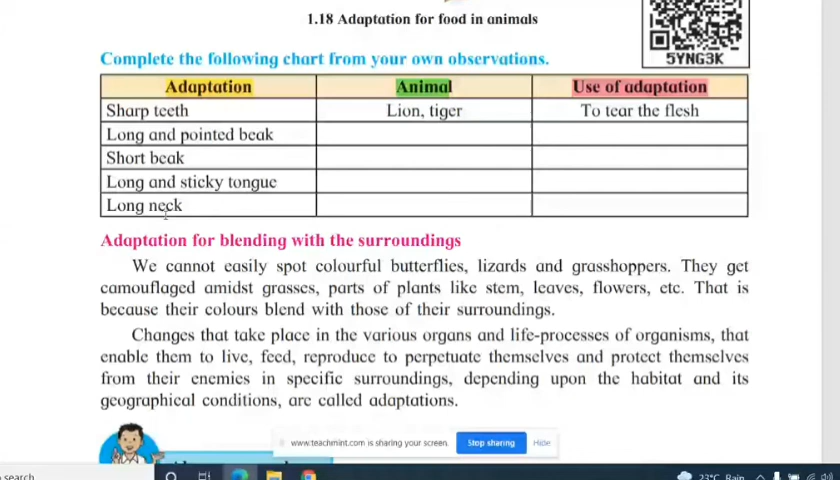 1.18 Adaptation for food in animals
5YNG3K
Complete the following chart from your own observations.
Adaptation Animal Use of adaptation
Sharp teeth Lion, tiger To tear the flesh
Long and pointed beak
Short beak
Long and sticky tongue
Long neck
Adaptation for blending with the surroundings
We cannot easily spot colourful butterflies, lizards and grasshoppers. They get
camouflaged amidst grasses, parts of plants like stem, leaves, flowers, etc. That is
because their colours blend with those of their surroundings.
Changes that take place in the various organs and life-processes of organisms, that
enable them to live, feed, reproduce to perpetuate themselves and protect themselves
from their enemies in specific surroundings, depending upon the habitat and its
geographical conditions, are called adaptations.
www.teachmint.com is sharing your screen. Stop sharing Hide
search 23°C Rain